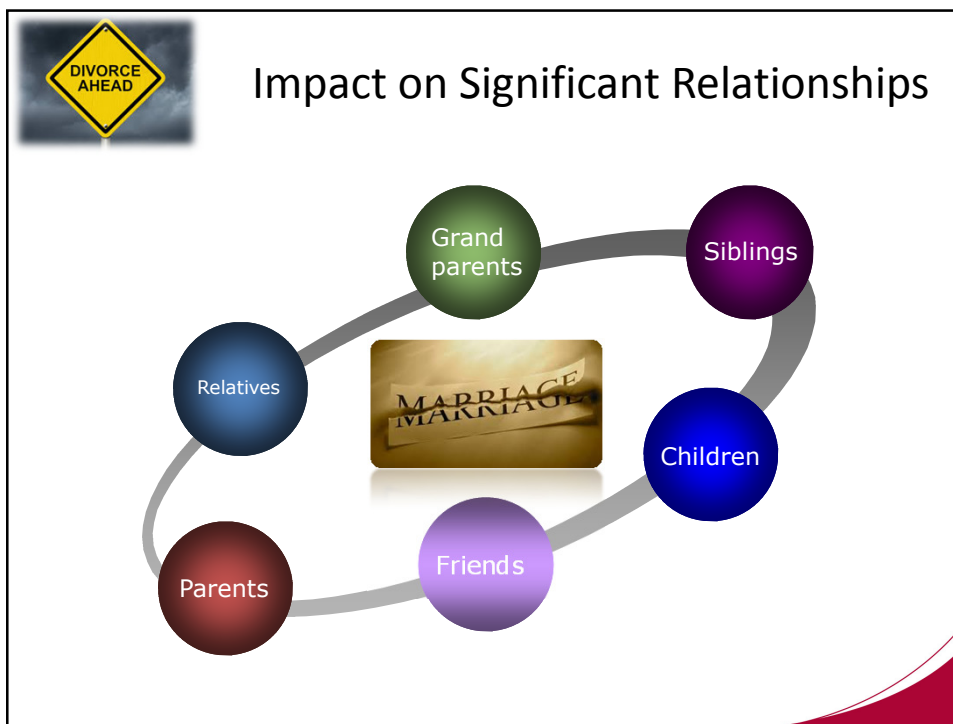 DIVORCE
AHEAD
Impact on Significant Relationships
Grand
parents
Siblings
Relatives
MARRIAGE
Children
Friends
Parents